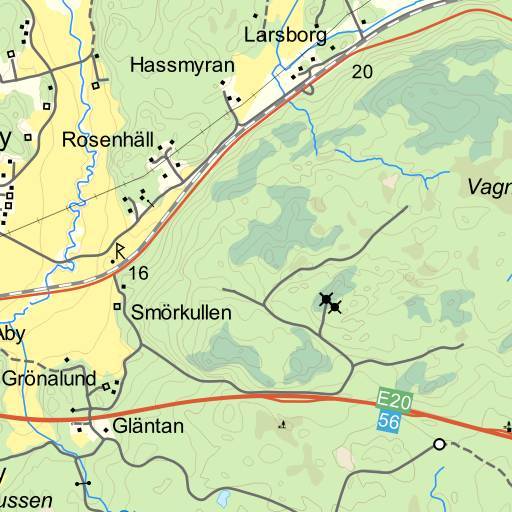 Larsborg
Hassmyran
20
Rosenhäll
y
Vagn
16
Smörkullen
Åby
Grönalund
E20
56
Gläntan
y
ussen